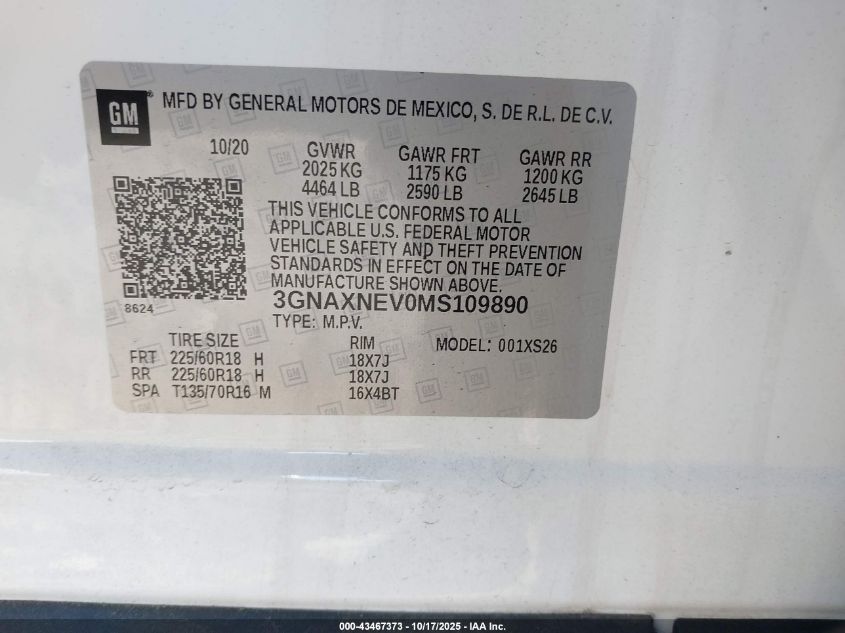 GM
MFD BY GENERAL MOTORS DE MEXICO, S. DE R.L. DE C.V.
10/20 GVWR GAWR FRT GAWR RR
2025 KG 1175 KG 1200 KG
4464 LB 2590 LB 2645 LB
THIS VEHICLE CONFORMS TO ALL
APPLICABLE U.S. FEDERAL MOTOR
VEHICLE SAFETY AND THEFT PREVENTION
STANDARDS IN EFFECT ON THE DATE OF
MANUFACTURE SHOWN ABOVE.
8624 3GNAXNEV0MS109890
TYPE: M.P.V.
TIRE SIZE RIM MODEL: 001XS26
FRT 225/60R18 H 18X7J
RR 225/60R18 H 18X7J
SPA T135/70R16 M 16X4BT
000-43467373 - 10/17/2025 - IAA Inc.